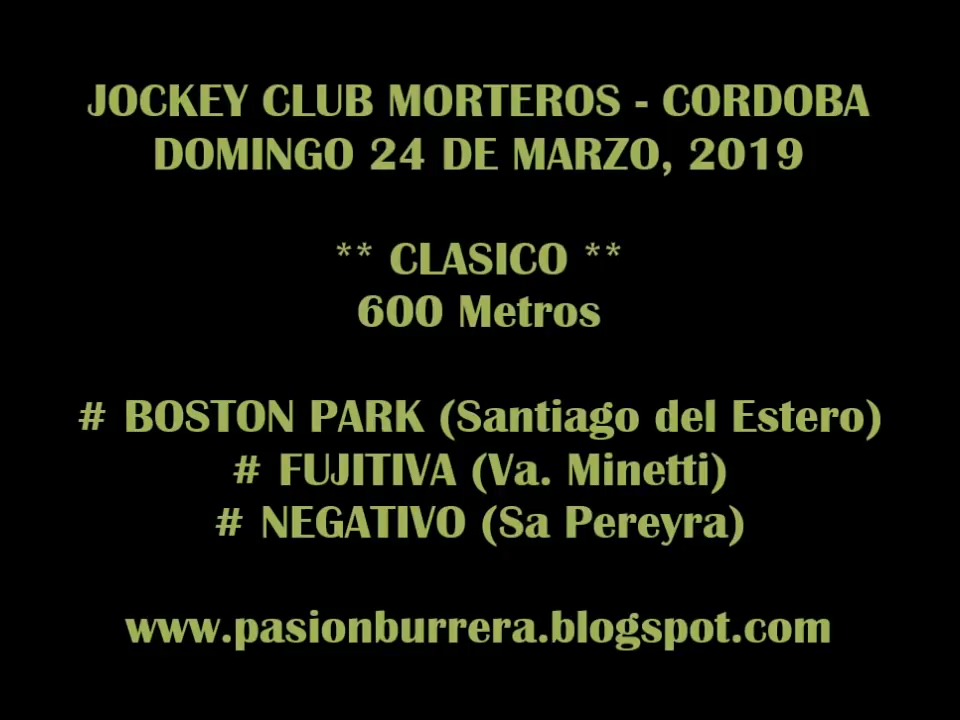 JOCKEY CLUB MORTEROS - CORDOBA
DOMINGO 24 DE MARZO, 2019
** CLASICO **
600 Metros
# BOSTON PARK (Santiago del Estero)
# FUJITIVA (Va. Minetti)
# NEGATIVO (Sa Pereyra)
www.pasionburrera.blogspot.com